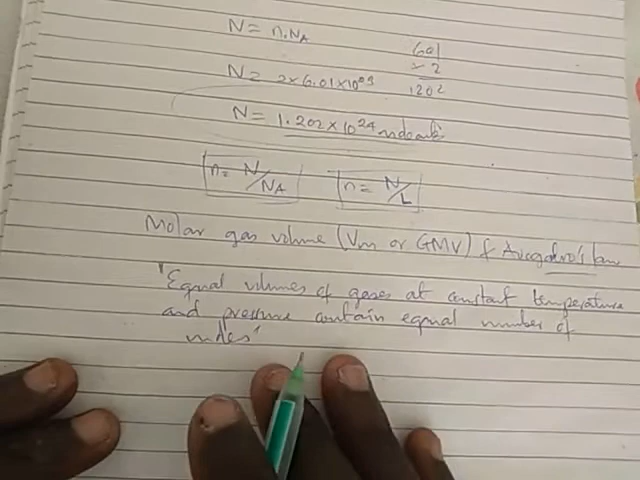 N = n.NA
601
× 2
1202
N = 2×6.01×10²³
N = 1.202×10²⁴ molecules
n = N/NA
n = N/L
Molar gas volume (Vm or GMV) & Avogadro's law
"Equal volumes of gases at constant temperature
and pressure contain equal number of
moles"